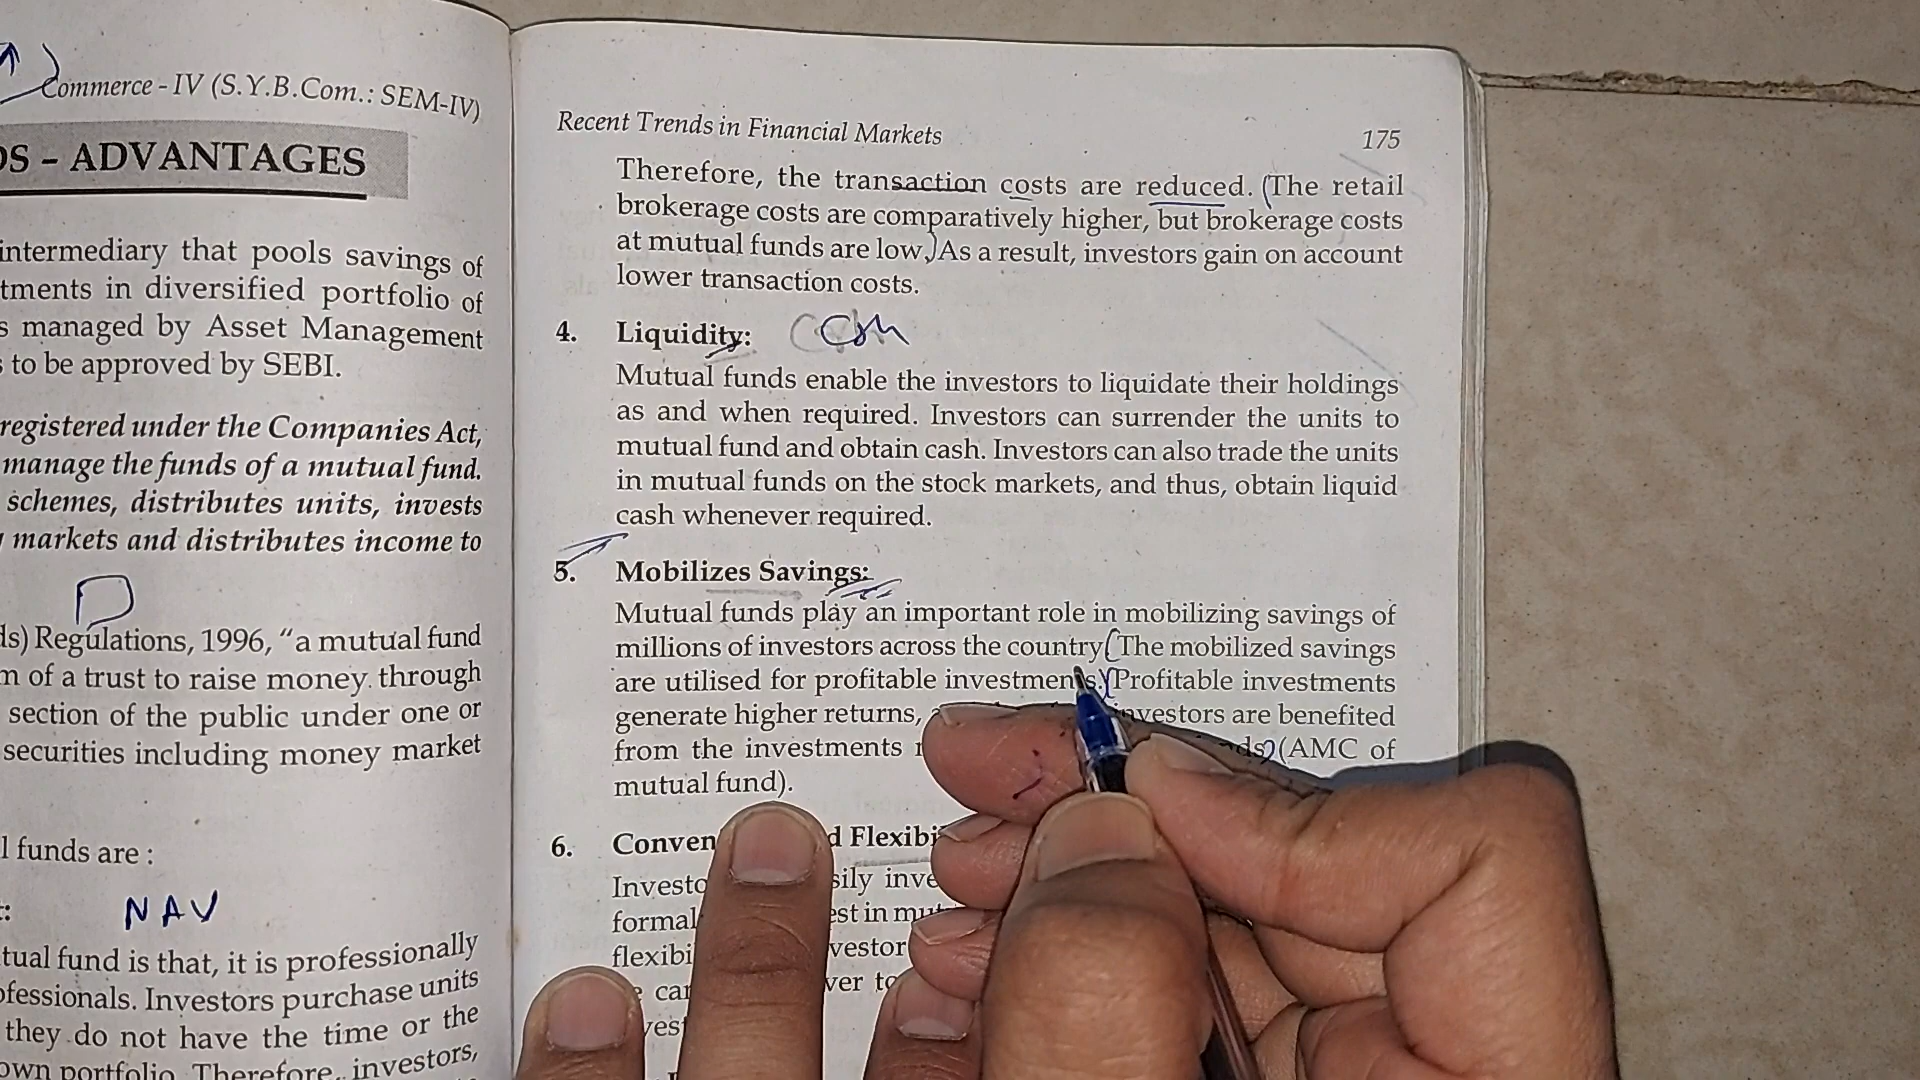 Commerce - IV (S.Y.B.Com.: SEM-IV)
- ADVANTAGES
intermediary that pools savings of
in diversified portfolio of
managed by Asset Management
to be approved by SEBI.
registered under the Companies Act,
manage the funds of a mutual fund.
schemes, distributes units, invests
markets and distributes income to
D
Regulations, 1996, "a mutual fund
of a trust to raise money through
section of the public under one or
securities including money market
funds are :
NAV
fund is that, it is professionally
Investors purchase units
they do not have the time or the
own portfolio. Therefore, investors,
Recent Trends in Financial Markets
175
Therefore, the transaction costs are reduced. (The retail
brokerage costs are comparatively higher, but brokerage costs
at mutual funds are low.) As a result, investors gain on account
lower transaction costs.
4. Liquidity:
Mutual funds enable the investors to liquidate their holdings
as and when required. Investors can surrender the units to
mutual fund and obtain cash. Investors can also trade the units
in mutual funds on the stock markets, and thus, obtain liquid
cash whenever required.
5. Mobilizes Savings:
Mutual funds play an important role in mobilizing savings of
millions of investors across the country (The mobilized savings
are utilised for profitable investments.) (Profitable investments
generate higher returns, investors are benefited
from the investments (AMC of
mutual fund).
6.